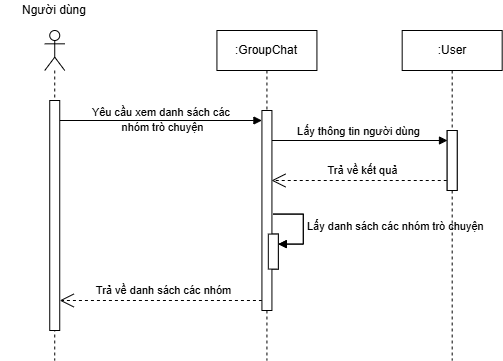 Người dùng
:GroupChat
:User
Yêu cầu xem danh sách các
nhóm trò chuyện
Lấy thông tin người dùng
Trả về kết quả
Lấy danh sách các nhóm trò chuyện
Trả về danh sách các nhóm